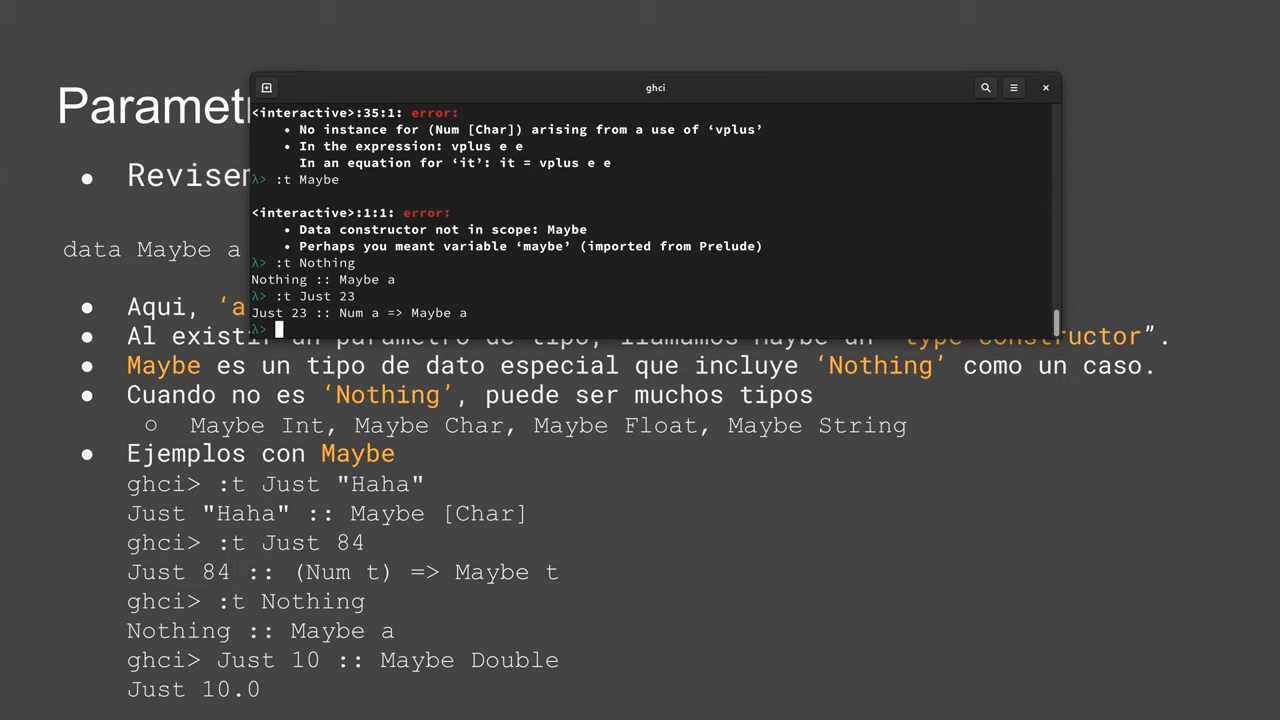 Parametr
Revisem
data Maybe a
ghci
<interactive>:35:1: error:
• No instance for (Num [Char]) arising from a use of ‘vplus’
• In the expression: vplus e e
In an equation for ‘it’: it = vplus e e
λ> :t Maybe
<interactive>:1:1: error:
• Data constructor not in scope: Maybe
• Perhaps you meant variable ‘maybe’ (imported from Prelude)
λ> :t Nothing
Nothing :: Maybe a
λ> :t Just 23
Just 23 :: Num a => Maybe a
λ>
● Aqui, ‘a
● Al existir un parámetro de tipo, llamamos Maybe un “type constructor”.
● Maybe es un tipo de dato especial que incluye ‘Nothing’ como un caso.
● Cuando no es ‘Nothing’, puede ser muchos tipos
○ Maybe Int, Maybe Char, Maybe Float, Maybe String
● Ejemplos con Maybe
ghci> :t Just "Haha"
Just "Haha" :: Maybe [Char]
ghci> :t Just 84
Just 84 :: (Num t) => Maybe t
ghci> :t Nothing
Nothing :: Maybe a
ghci> Just 10 :: Maybe Double
Just 10.0